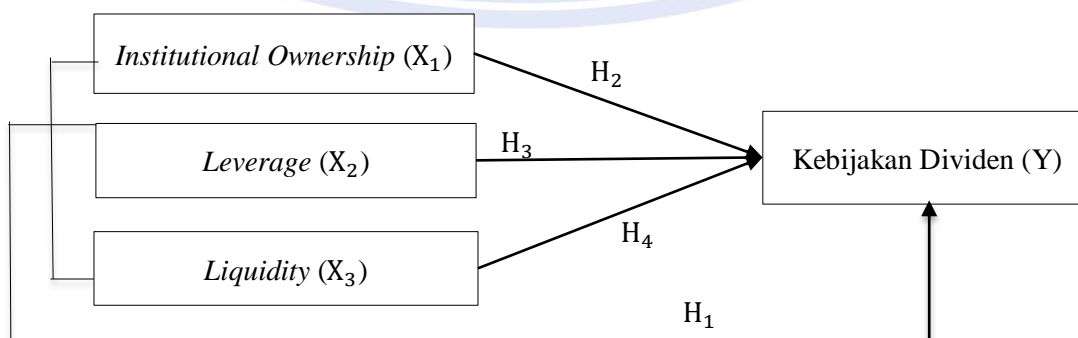 Institutional Ownership (X₁)
H₂
Leverage (X₂)
H₃
Kebijakan Dividen (Y)
H₄
Liquidity (X₃)
H₁